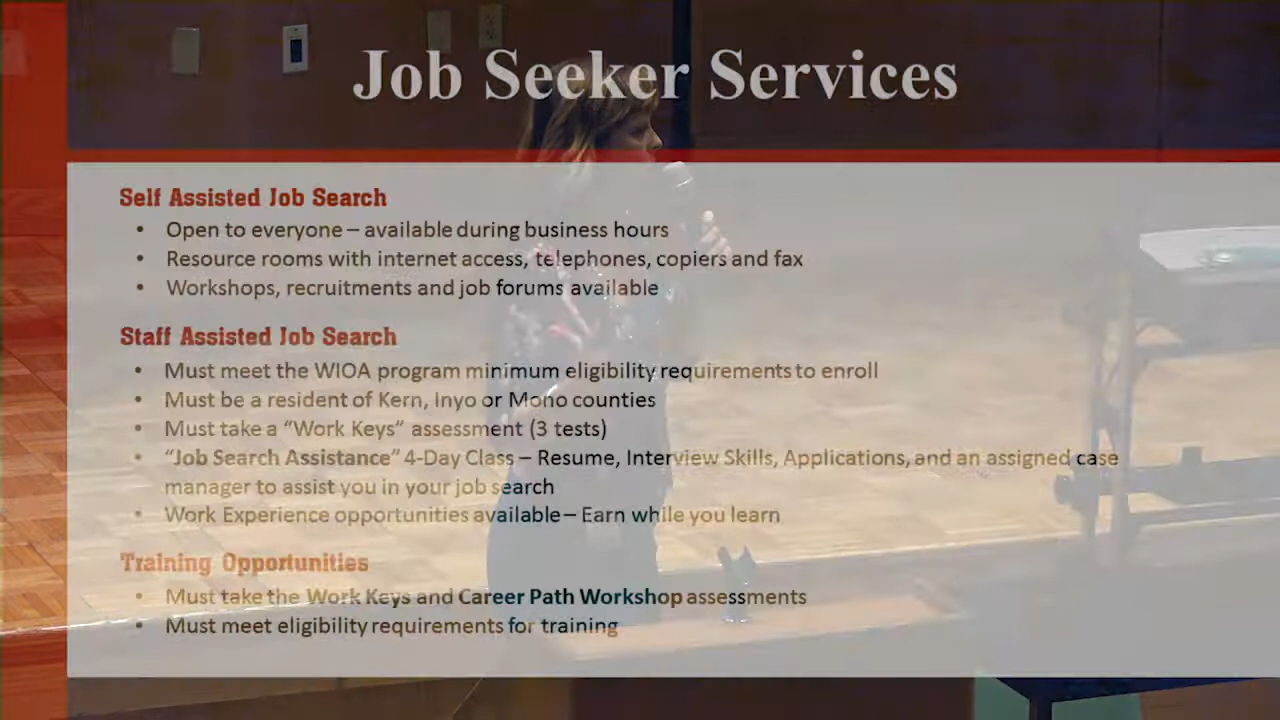 Job Seeker Services
Self Assisted Job Search
• Open to everyone – available during business hours
• Resource rooms with internet access, telephones, copiers and fax
• Workshops, recruitments and job forums available
Staff Assisted Job Search
• Must meet the WIOA program minimum eligibility requirements to enroll
• Must be a resident of Kern, Inyo or Mono counties
• Must take a “Work Keys” assessment (3 tests)
• “Job Search Assistance” 4-Day Class – Resume, Interview Skills, Applications, and an assigned case
manager to assist you in your job search
• Work Experience opportunities available – Earn while you learn
Training Opportunities
• Must take the Work Keys and Career Path Workshop assessments
• Must meet eligibility requirements for training